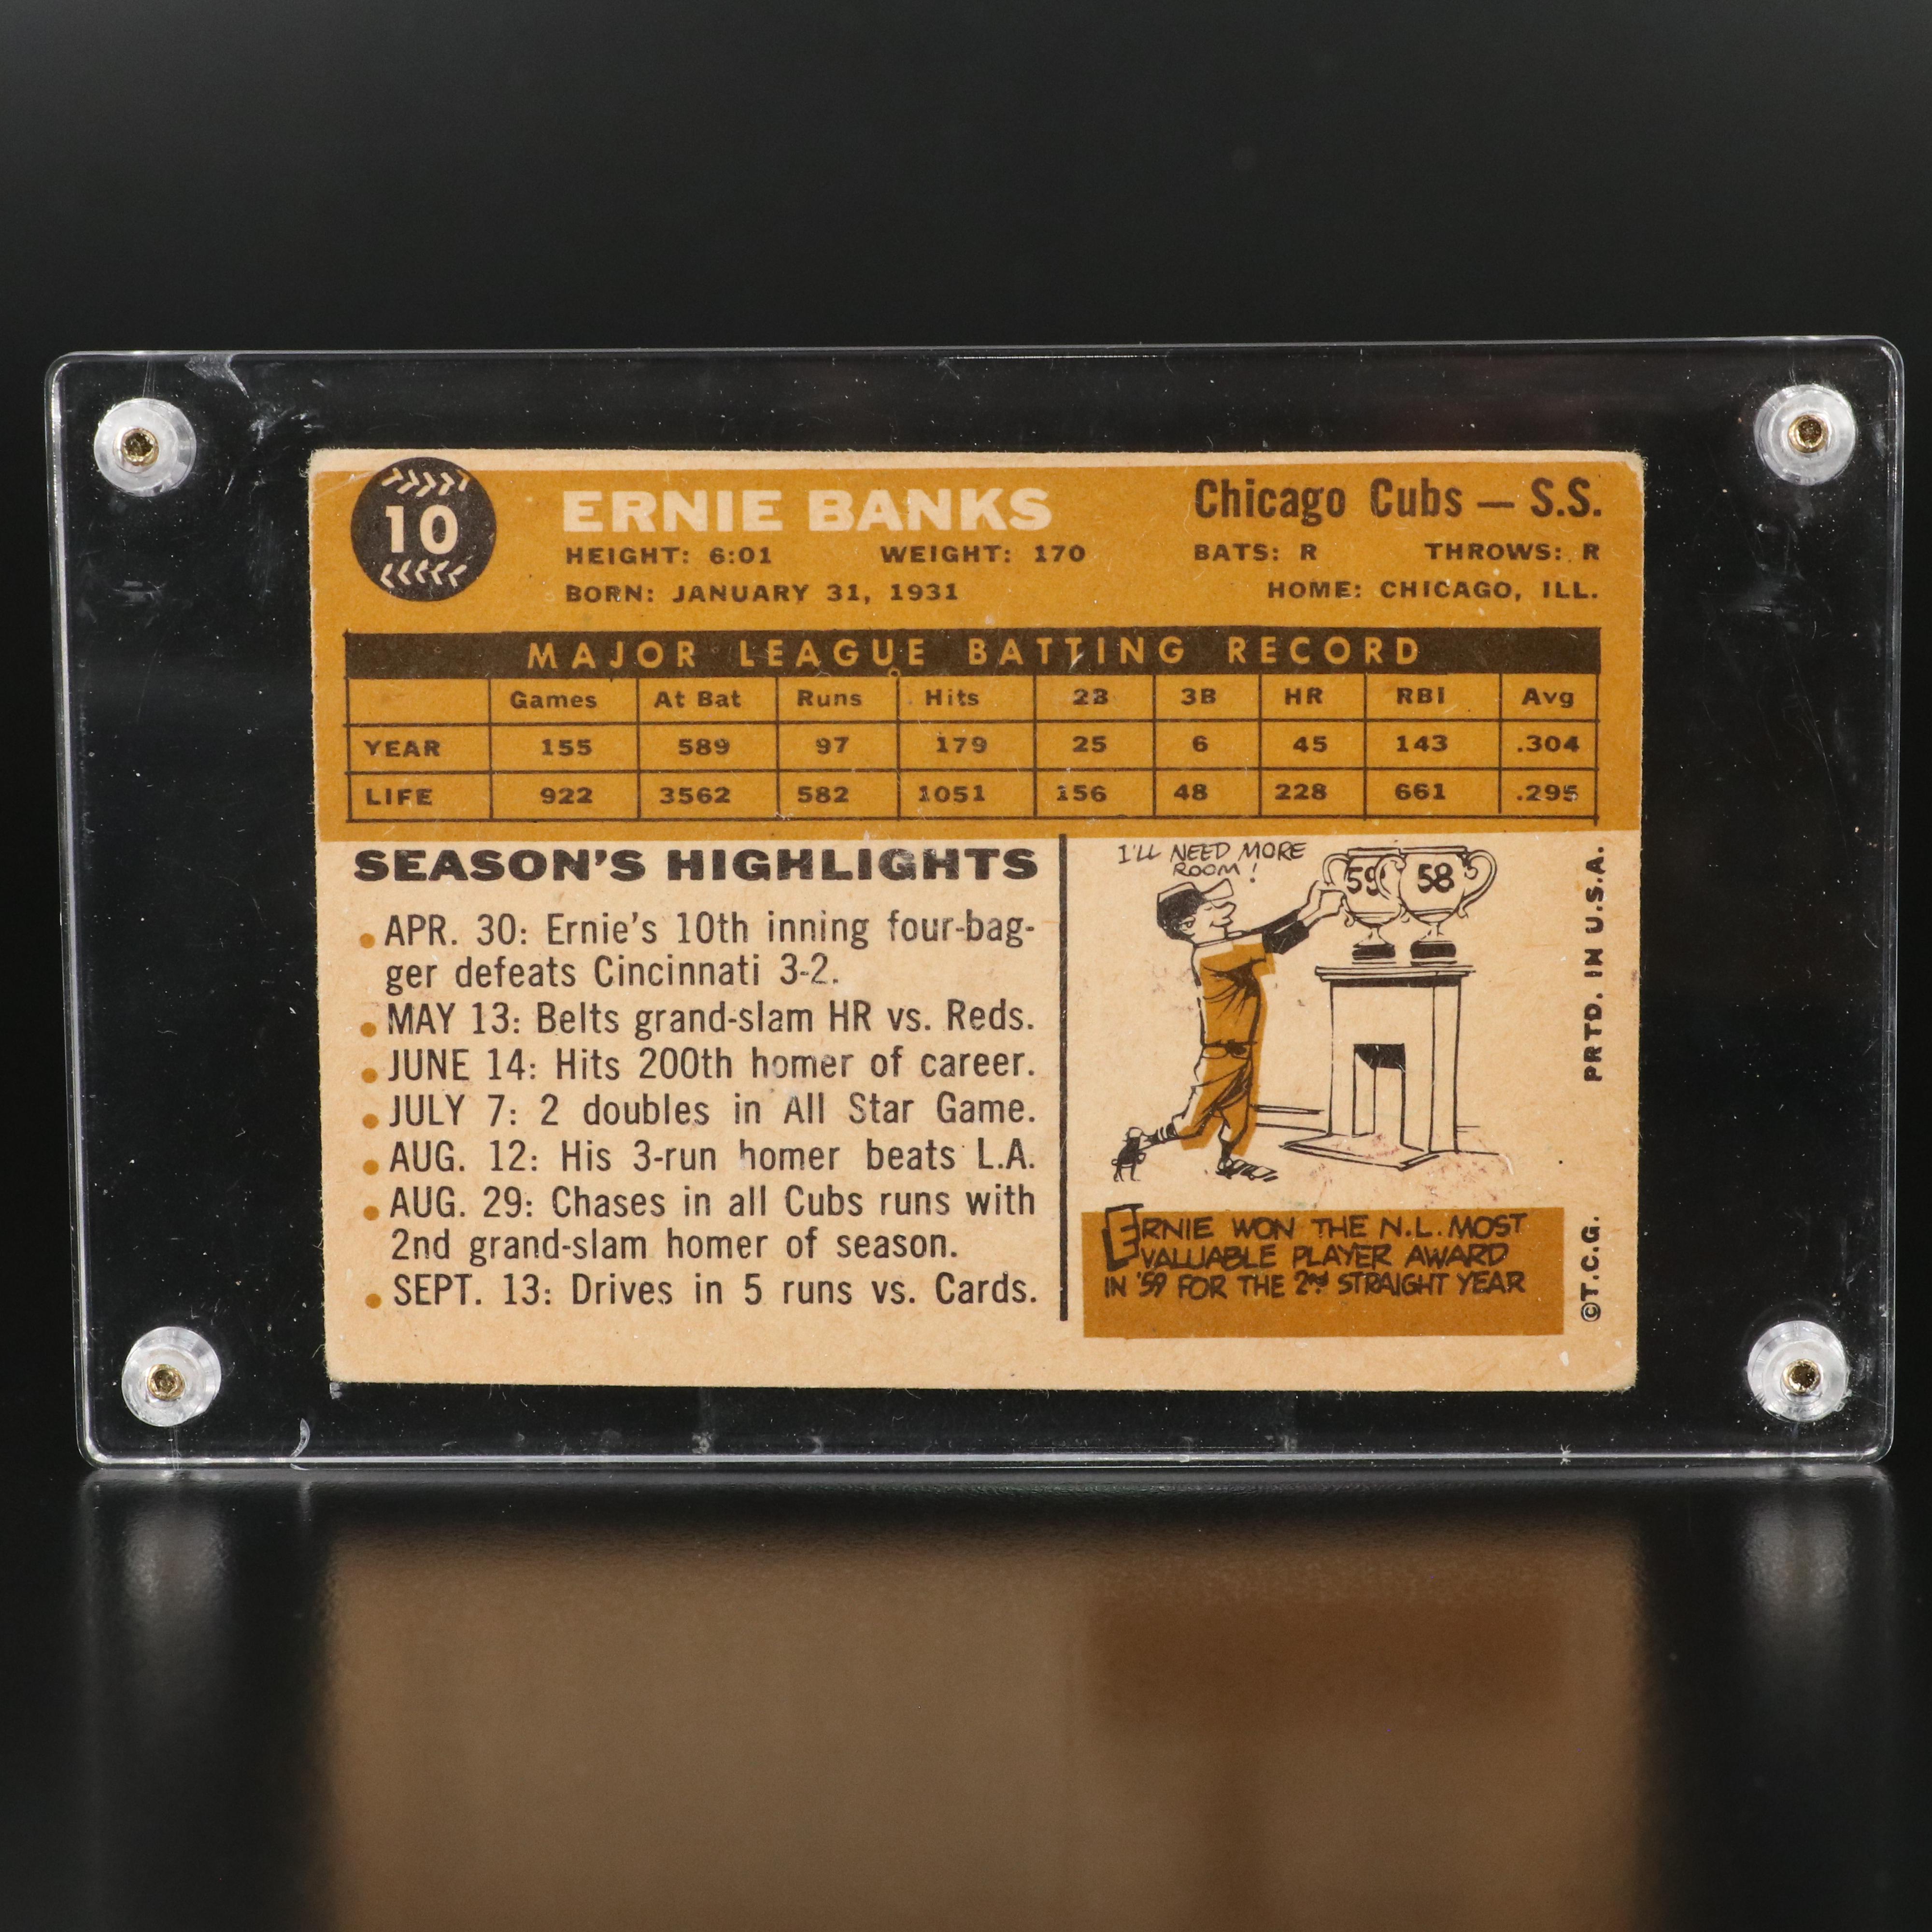 10
ERNIE BANKS
Chicago Cubs — S.S.
HEIGHT: 6:01 WEIGHT: 170 BATS: R THROWS: R
BORN: JANUARY 31, 1931 HOME: CHICAGO, ILL.
MAJOR LEAGUE BATTING RECORD
Games At Bat Runs Hits 2B 3B HR RBI Avg
YEAR 155 589 97 179 25 6 45 143 .304
LIFE 922 3562 582 1051 156 48 228 661 .295
SEASON'S HIGHLIGHTS
APR. 30: Ernie's 10th inning four-bag-
ger defeats Cincinnati 3-2.
MAY 13: Belts grand-slam HR vs. Reds.
JUNE 14: Hits 200th homer of career.
JULY 7: 2 doubles in All Star Game.
AUG. 12: His 3-run homer beats L.A.
AUG. 29: Chases in all Cubs runs with
2nd grand-slam homer of season.
SEPT. 13: Drives in 5 runs vs. Cards.
I'LL NEED MORE
ROOM!
59 58
ERNIE WON THE N.L. MOST
VALUABLE PLAYER AWARD
IN '59 FOR THE 2nd STRAIGHT YEAR
©T.C.G. PRTD. IN U.S.A.